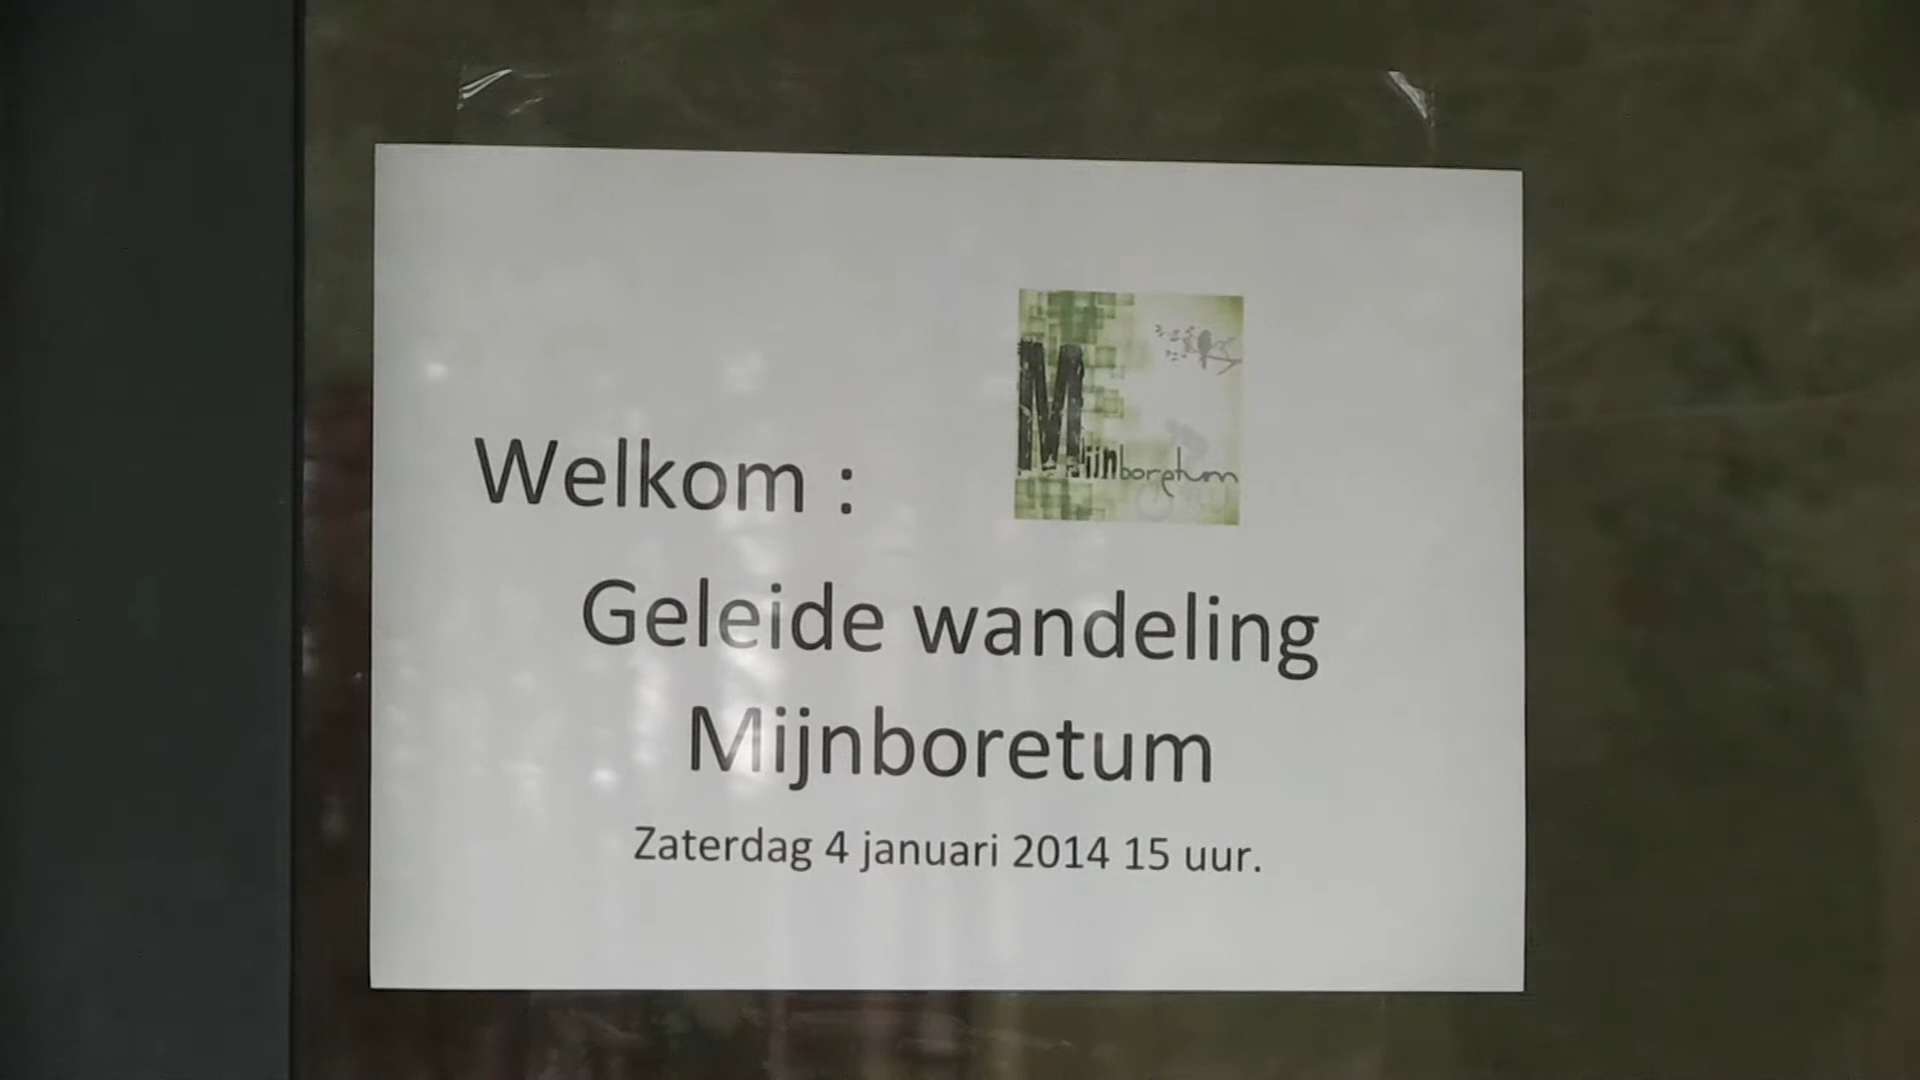 Mijnboretum
Welkom :
Geleide wandeling
Mijnboretum
Zaterdag 4 januari 2014 15 uur.